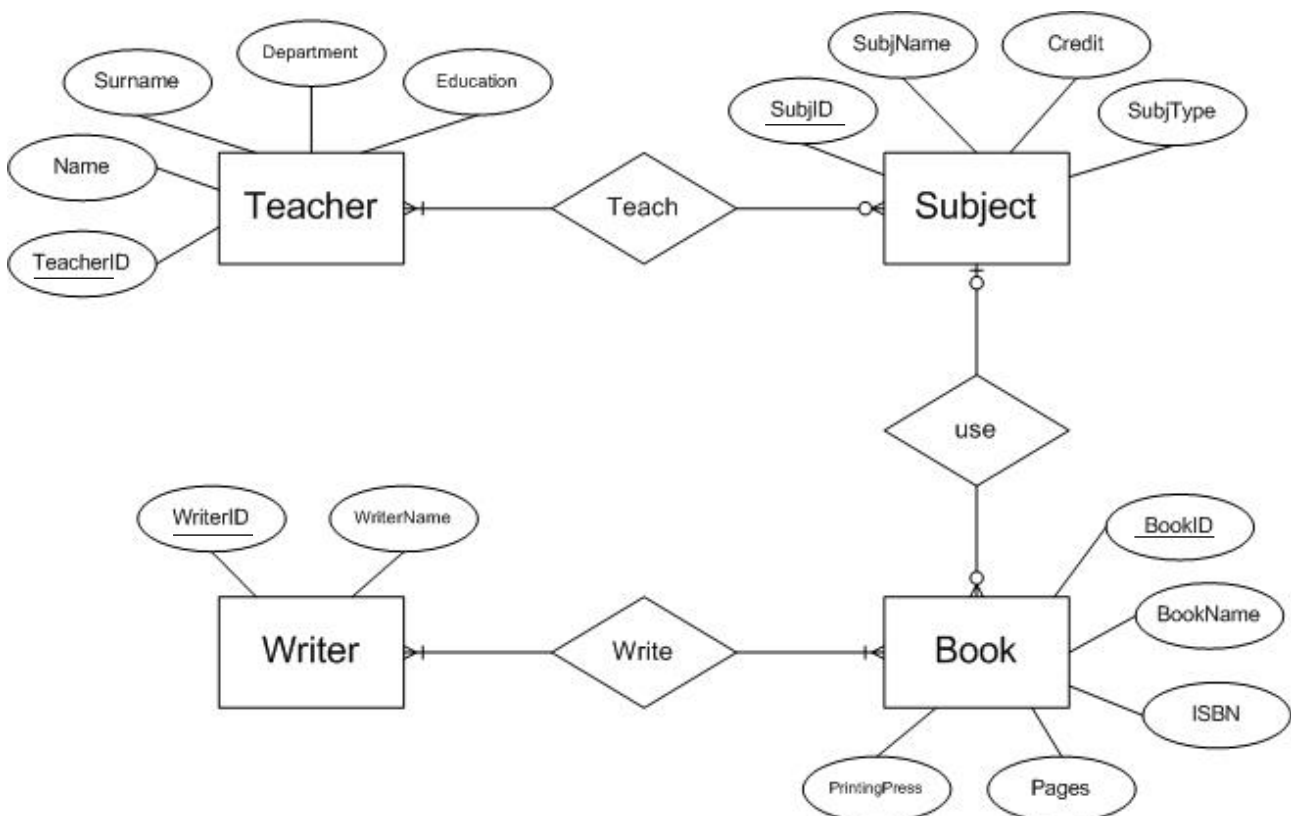 Department
SubjName
Credit
Surname
Education
SubjID
SubjType
Name
Teacher
Teach
Subject
TeacherID
use
WriterID
WriterName
BookID
BookName
Writer
Write
Book
ISBN
PrintingPress
Pages